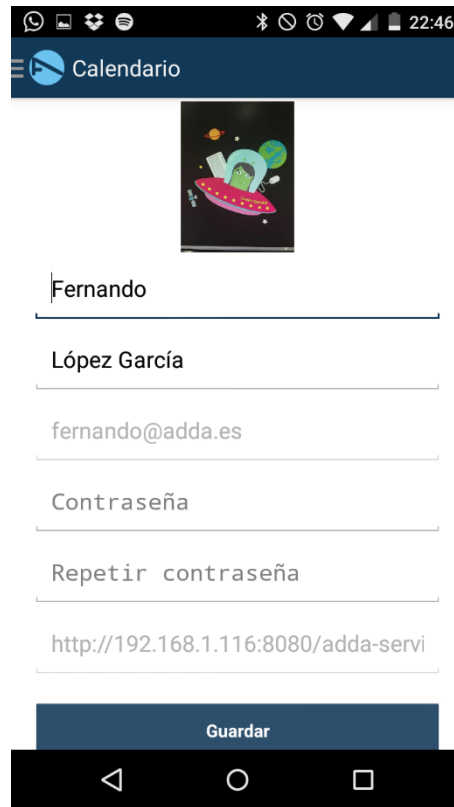 22:46
Calendario
Fernando
López García
fernando@adda.es
Contraseña
Repetir contraseña
http://192.168.1.116:8080/adda-servi
Guardar